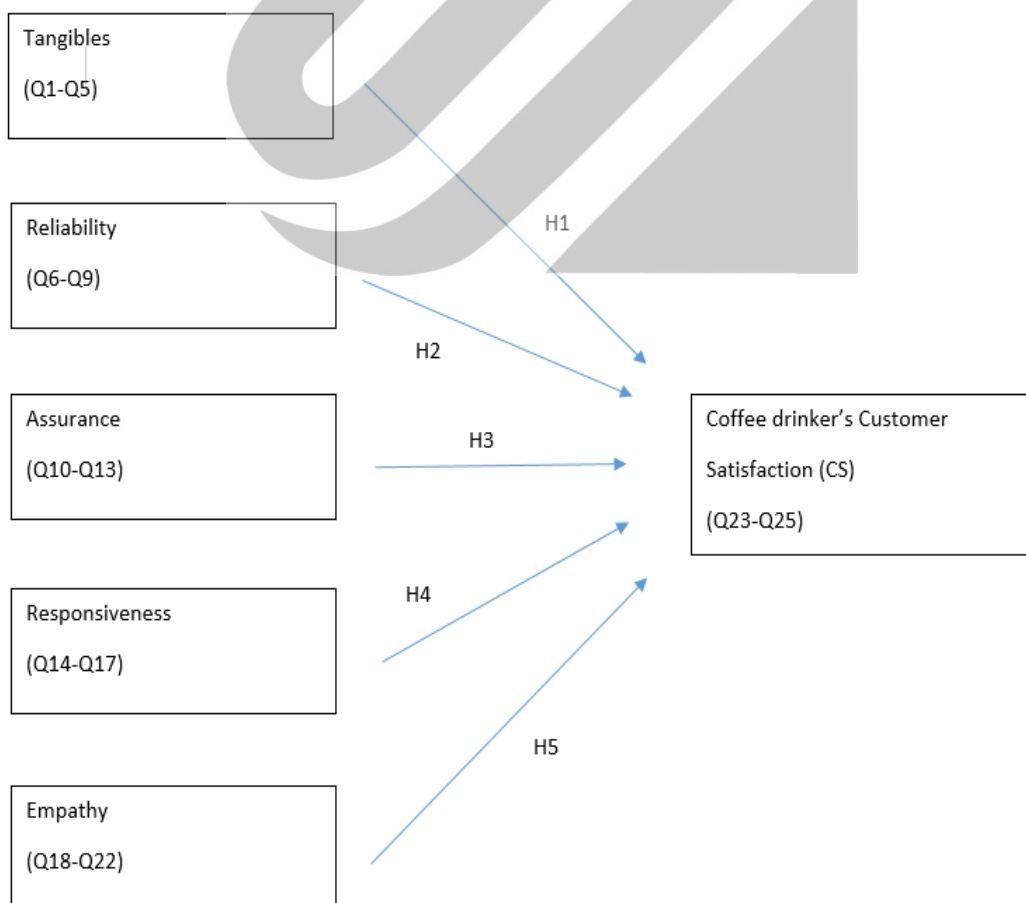 Tangibles
(Q1-Q5)
H1
Reliability
(Q6-Q9)
H2
Assurance
(Q10-Q13)
H3
Coffee drinker’s Customer
Satisfaction (CS)
(Q23-Q25)
Responsiveness
(Q14-Q17)
H4
H5
Empathy
(Q18-Q22)